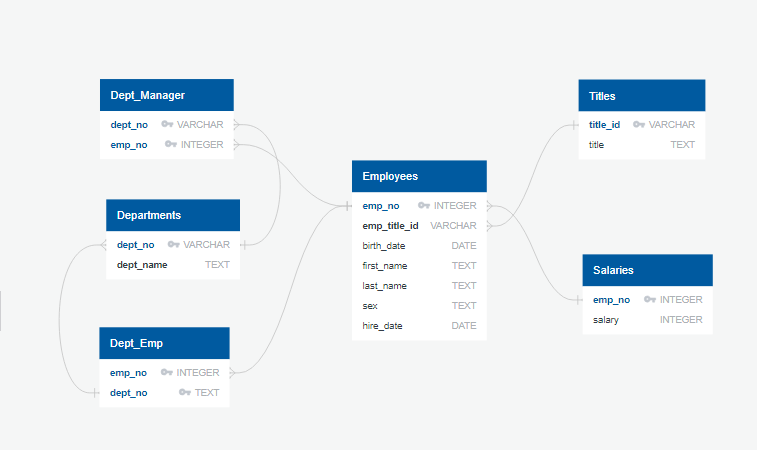 Dept_Manager
dept_no VARCHAR
emp_no INTEGER
Departments
dept_no VARCHAR
dept_name TEXT
Dept_Emp
emp_no INTEGER
dept_no TEXT
Employees
emp_no INTEGER
emp_title_id VARCHAR
birth_date DATE
first_name TEXT
last_name TEXT
sex TEXT
hire_date DATE
Titles
title_id VARCHAR
title TEXT
Salaries
emp_no INTEGER
salary INTEGER